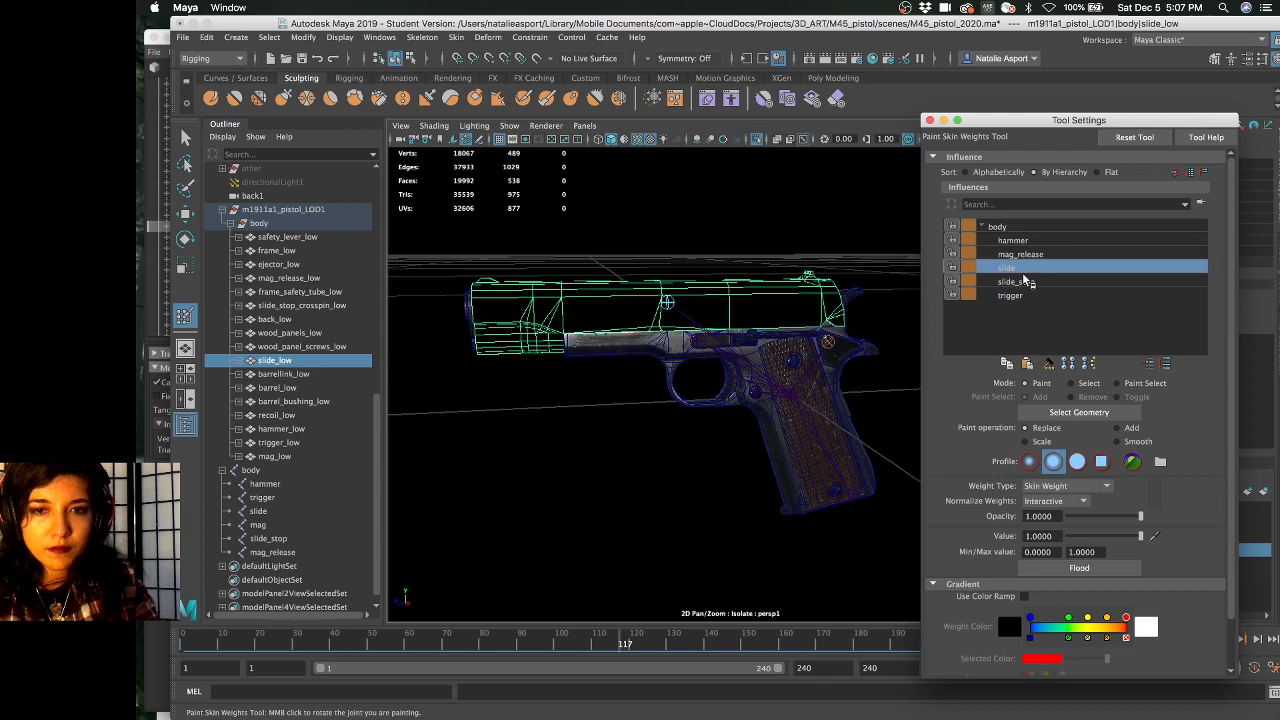 Maya Window 100% Sat Dec 5 5:07 PM
Autodesk Maya 2019 - Student Version: /Users/natalieasport/Library/Mobile Documents/com~apple~CloudDocs/Projects/3D_ART/M45_pistol/scenes/M45_pistol_2020.ma* --- m1911a1_pistol_LOD1|body|slide_low
File Edit Create Select Modify Display Windows Skeleton Skin Deform Constrain Control Cache Help Workspace : Maya Classic*
Rigging No Live Surface Symmetry: Off Natalie Asport
Curves / Surfaces Sculpting Rigging Animation Rendering FX FX Caching Custom Bifrost MASH Motion Graphics XGen Poly Modeling
Outliner
Display Show Help
Search...
other
directionalLight1
back1
m1911a1_pistol_LOD1
body
safety_lever_low
frame_low
ejector_low
mag_release_low
frame_safety_tube_low
slide_stop_crosspin_low
back_low
wood_panels_low
wood_panel_screws_low
slide_low
barrellink_low
barrel_low
barrel_bushing_low
recoil_low
hammer_low
trigger_low
mag_low
body
hammer
trigger
slide
mag
slide_stop
mag_release
defaultLightSet
defaultObjectSet
modelPanel2ViewSelectedSet
modelPanel4ViewSelectedSet
View Shading Lighting Show Renderer Panels
0.00 1.00
Verts: 18067 489 0
Edges: 37933 1029 0
Faces: 19992 538 0
Tris: 35539 975 0
UVs: 32606 877 0
2D Pan/Zoom : Isolate : persp1
Tool Settings
Paint Skin Weights Tool Reset Tool Tool Help
Influence
Sort: Alphabetically By Hierarchy Flat
Influences
Search...
body
hammer
mag_release
slide
slide_s
trigger
Mode: Paint Select Paint Select
Paint Select: Add Remove Toggle
Select Geometry
Paint operation: Replace Add
Scale Smooth
Profile:
Weight Type: Skin Weight
Normalize Weights: Interactive
Opacity: 1.0000
Value: 1.0000
Min/Max value: 0.0000 1.0000
Flood
Gradient
Use Color Ramp
Weight Color:
Selected Color:
0 10 20 30 40 50 60 70 80 90 100 110 117 130 140 150 160 170 180 190
1 1 1 240 240 240
MEL
Paint Skin Weights Tool: MMB click to rotate the joint you are painting.